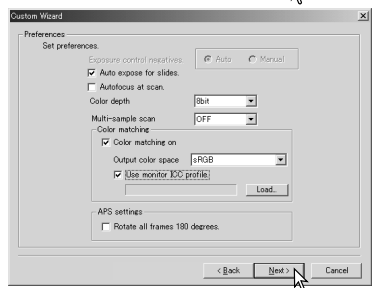 Custom Wizard
Preferences
Set preferences.
Exposure control negatives. Auto Manual
Auto expose for slides.
Autofocus at scan.
Color depth 8bit
Multi-sample scan OFF
Color matching
Color matching on
Output color space sRGB
Use monitor ICC profile.
Load...
APS settings
Rotate all frames 180 degrees.
< Back Next > Cancel